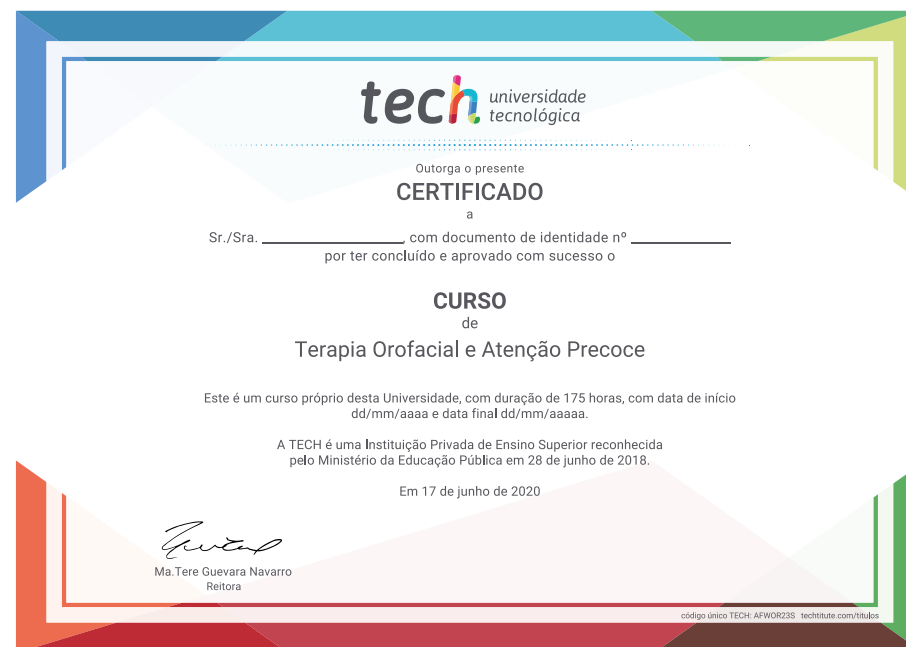 tech universidade
tecnológica
Outorga o presente
CERTIFICADO
a
Sr./Sra. ____________________, com documento de identidade nº ______________
por ter concluído e aprovado com sucesso o
CURSO
de
Terapia Orofacial e Atenção Precoce
Este é um curso próprio desta Universidade, com duração de 175 horas, com data de início
dd/mm/aaaa e data final dd/mm/aaaaa.
A TECH é uma Instituição Privada de Ensino Superior reconhecida
pelo Ministério da Educação Pública em 28 de junho de 2018.
Em 17 de junho de 2020
Ma.Tere Guevara Navarro
Reitora
código único TECH: AFWOR23S techtitute.com/titulos